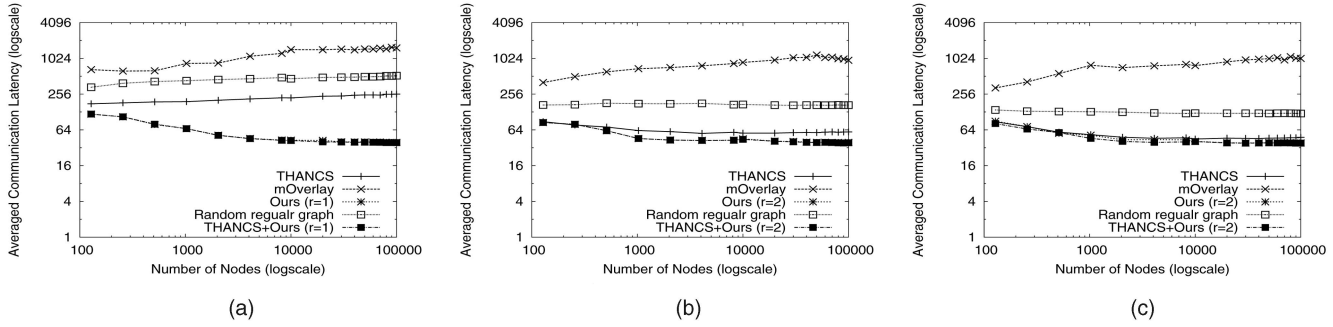 Averaged Communication Latency (logscale)
4096
1024
256
64
16
4
1
100
1000
10000
100000
Number of Nodes (logscale)
THANCS
mOverlay
Ours (r=1)
Random regualr graph
THANCS+Ours (r=1)
(a)
Averaged Communication Latency (logscale)
4096
1024
256
64
16
4
1
100
1000
10000
100000
Number of Nodes (logscale)
THANCS
mOverlay
Ours (r=2)
Random regualr graph
THANCS+Ours (r=2)
(b)
Averaged Communication Latency (logscale)
4096
1024
256
64
16
4
1
100
1000
10000
100000
Number of Nodes (logscale)
THANCS
mOverlay
Ours (r=2)
Random regualr graph
THANCS+Ours (r=2)
(c)